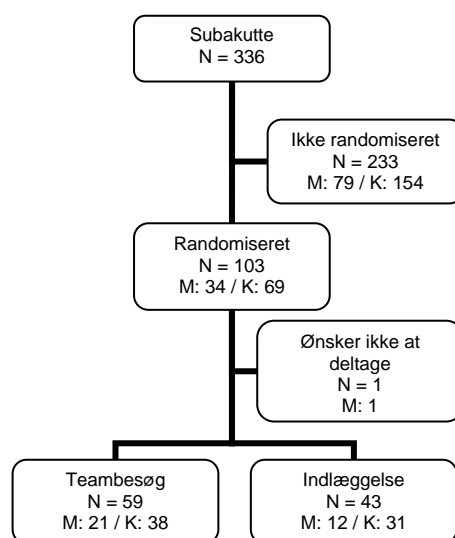 Subakutte
N = 336
Ikke randomiseret
N = 233
M: 79 / K: 154
Randomiseret
N = 103
M: 34 / K: 69
Ønsker ikke at
deltage
N = 1
M: 1
Teambesøg
N = 59
M: 21 / K: 38
Indlæggelse
N = 43
M: 12 / K: 31